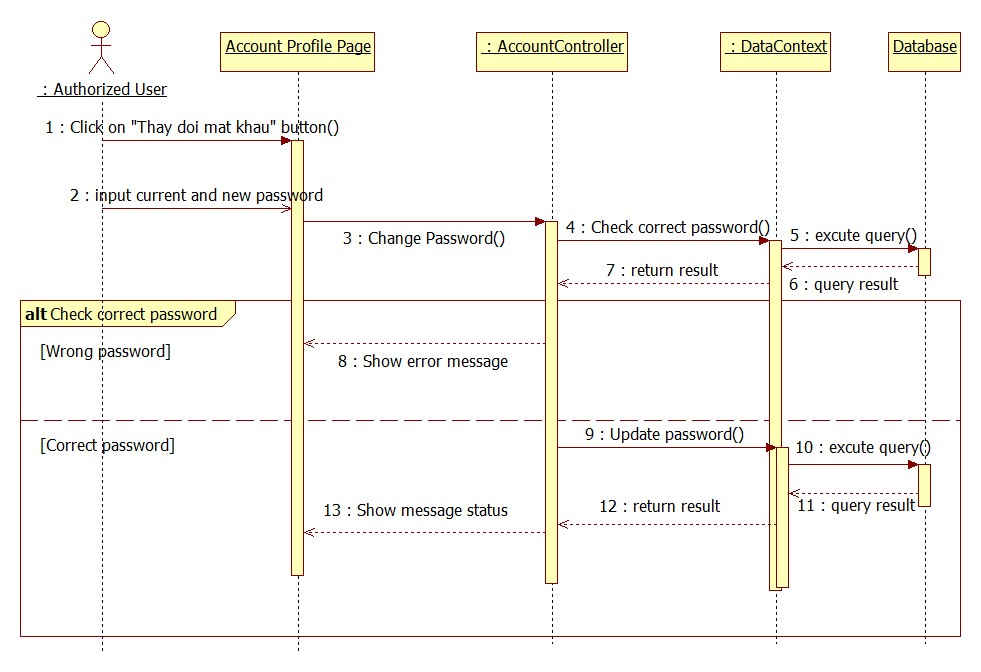 Account Profile Page
: AccountController
: DataContext
Database
: Authorized User
1 : Click on "Thay doi mat khau" button()
2 : input current and new password
3 : Change Password()
4 : Check correct password()
5 : excute query()
6 : query result
7 : return result
alt Check correct password
[Wrong password]
8 : Show error message
[Correct password]
9 : Update password()
10 : excute query()
11 : query result
12 : return result
13 : Show message status